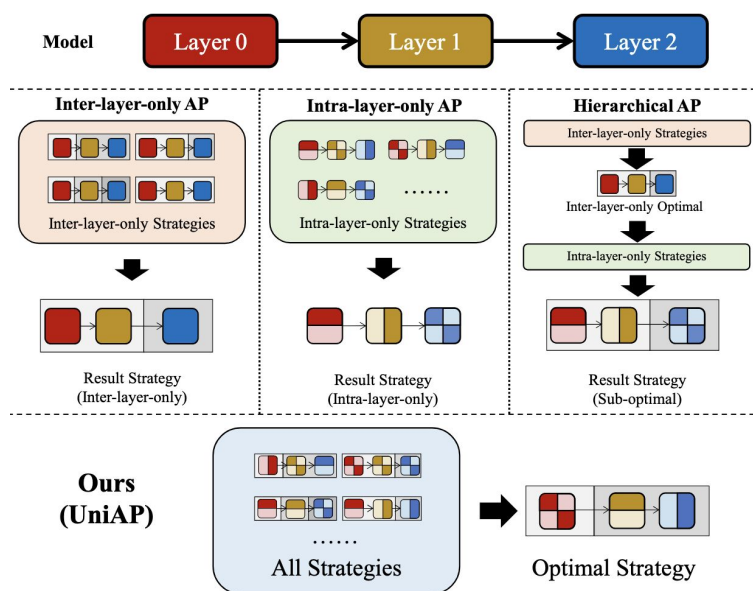 Model
Layer 0
Layer 1
Layer 2
Inter-layer-only AP
Inter-layer-only Strategies
Result Strategy
(Inter-layer-only)
Intra-layer-only AP
......
Intra-layer-only Strategies
Result Strategy
(Intra-layer-only)
Hierarchical AP
Inter-layer-only Strategies
Inter-layer-only Optimal
Intra-layer-only Strategies
Result Strategy
(Sub-optimal)
Ours
(UniAP)
......
All Strategies
Optimal Strategy